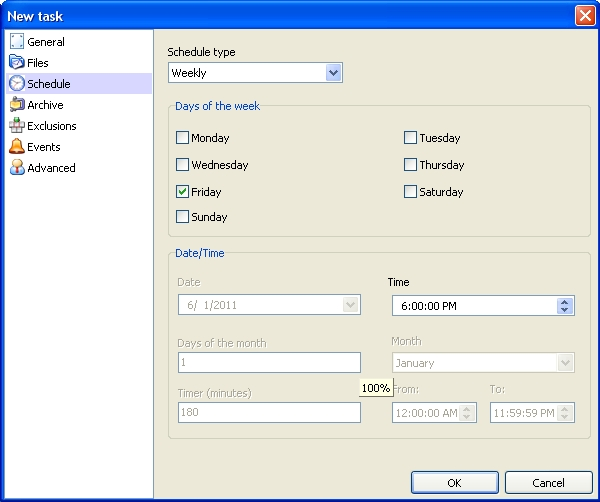 New task
General
Files
Schedule
Archive
Exclusions
Events
Advanced
Schedule type
Weekly
Days of the week
Monday Tuesday
Wednesday Thursday
Friday Saturday
Sunday
Date/Time
Date Time
6/ 1/2011 6:00:00 PM
Days of the month Month
1 January
Timer (minutes) 100% From: To:
180 12:00:00 AM 11:59:59 PM
OK Cancel